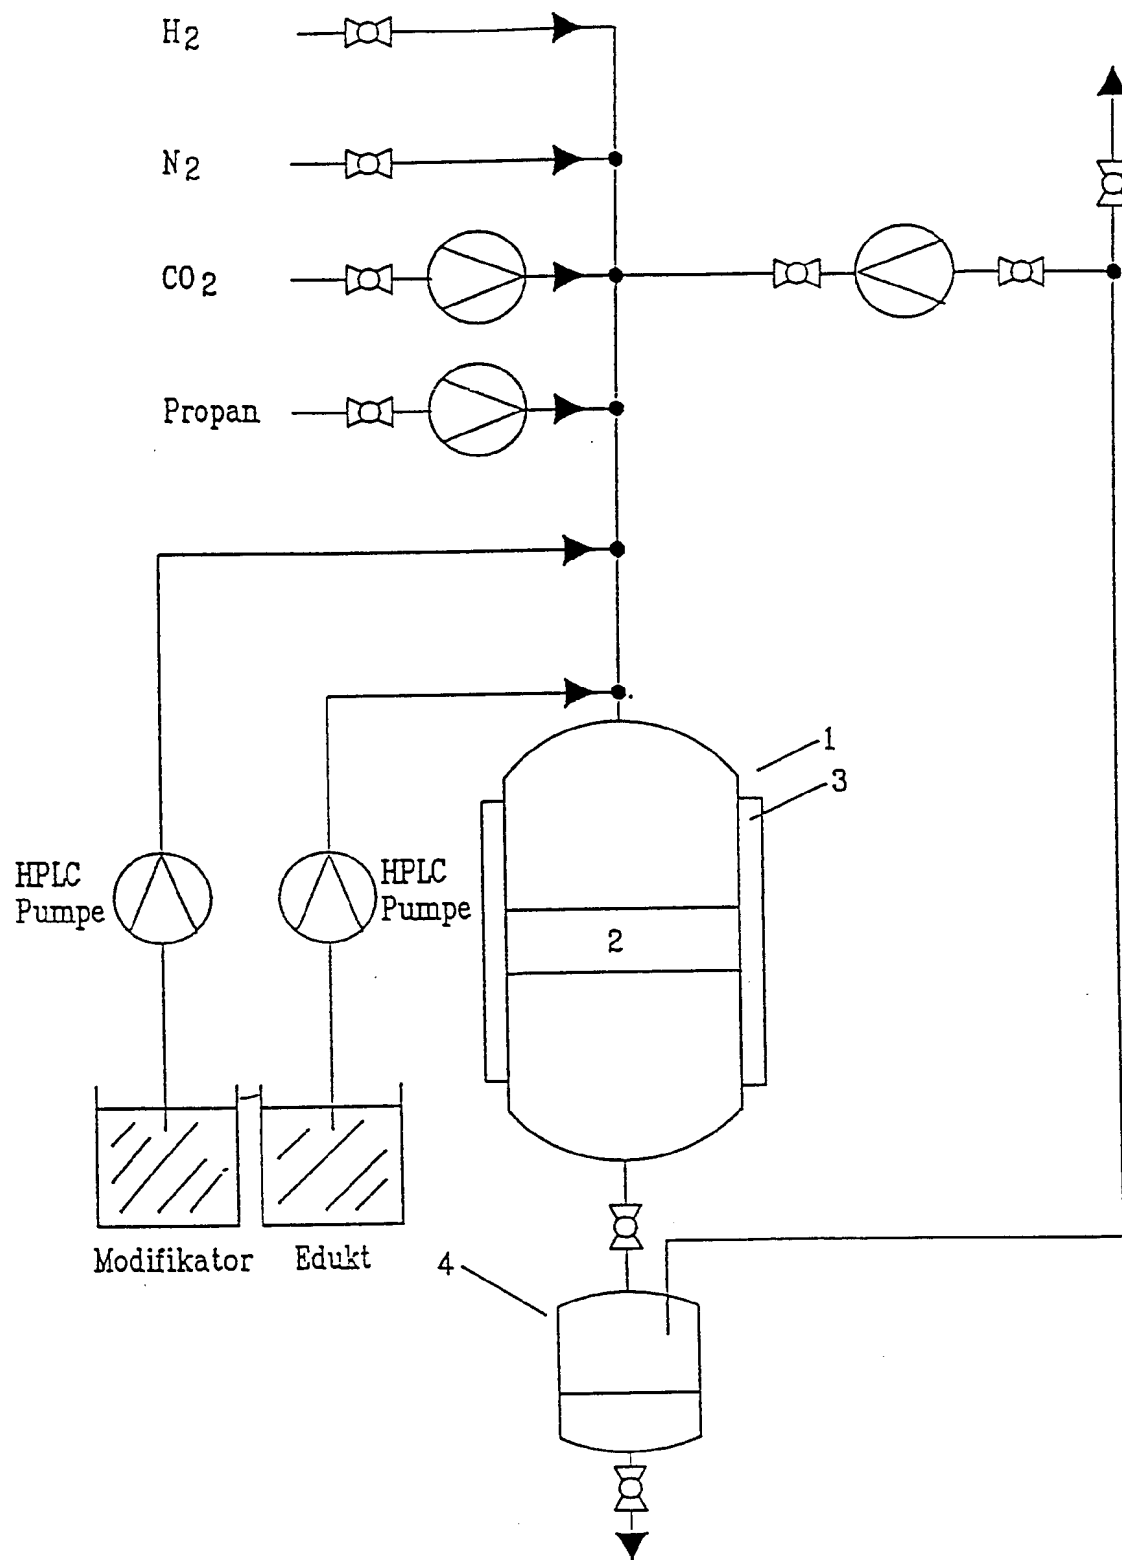 H2
N2
CO2
Propan
1
3
HPLC
Pumpe
HPLC
Pumpe
2
Modifikator
Edukt
4